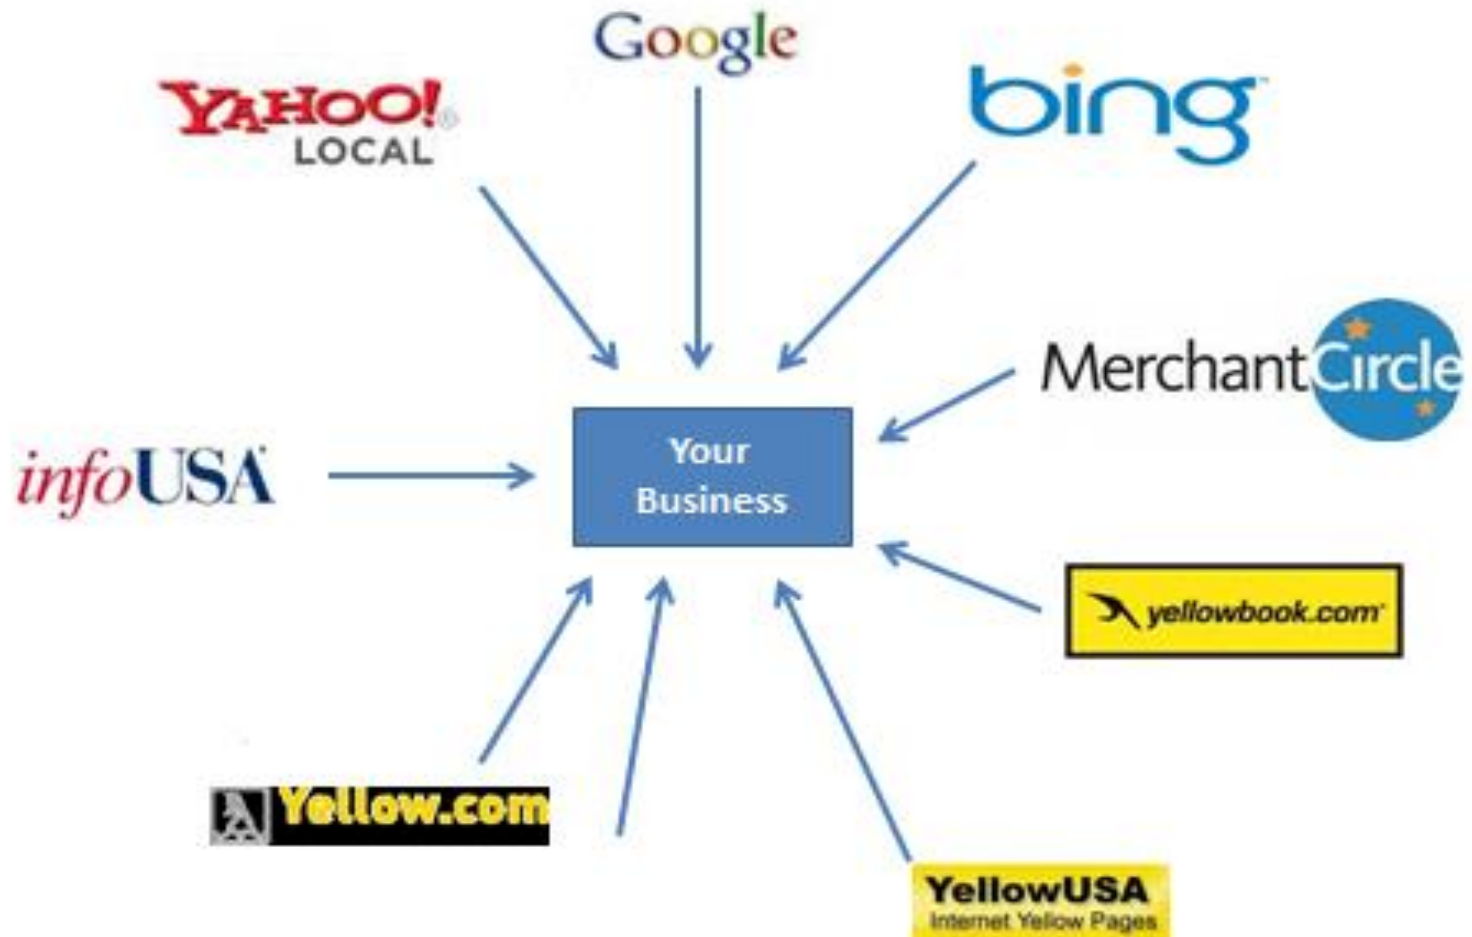 Google
YAHOO!
LOCAL
bing
MerchantCircle
infoUSA
Your
Business
yellowbook.com
Yellow.com
YellowUSA
Internet Yellow Pages